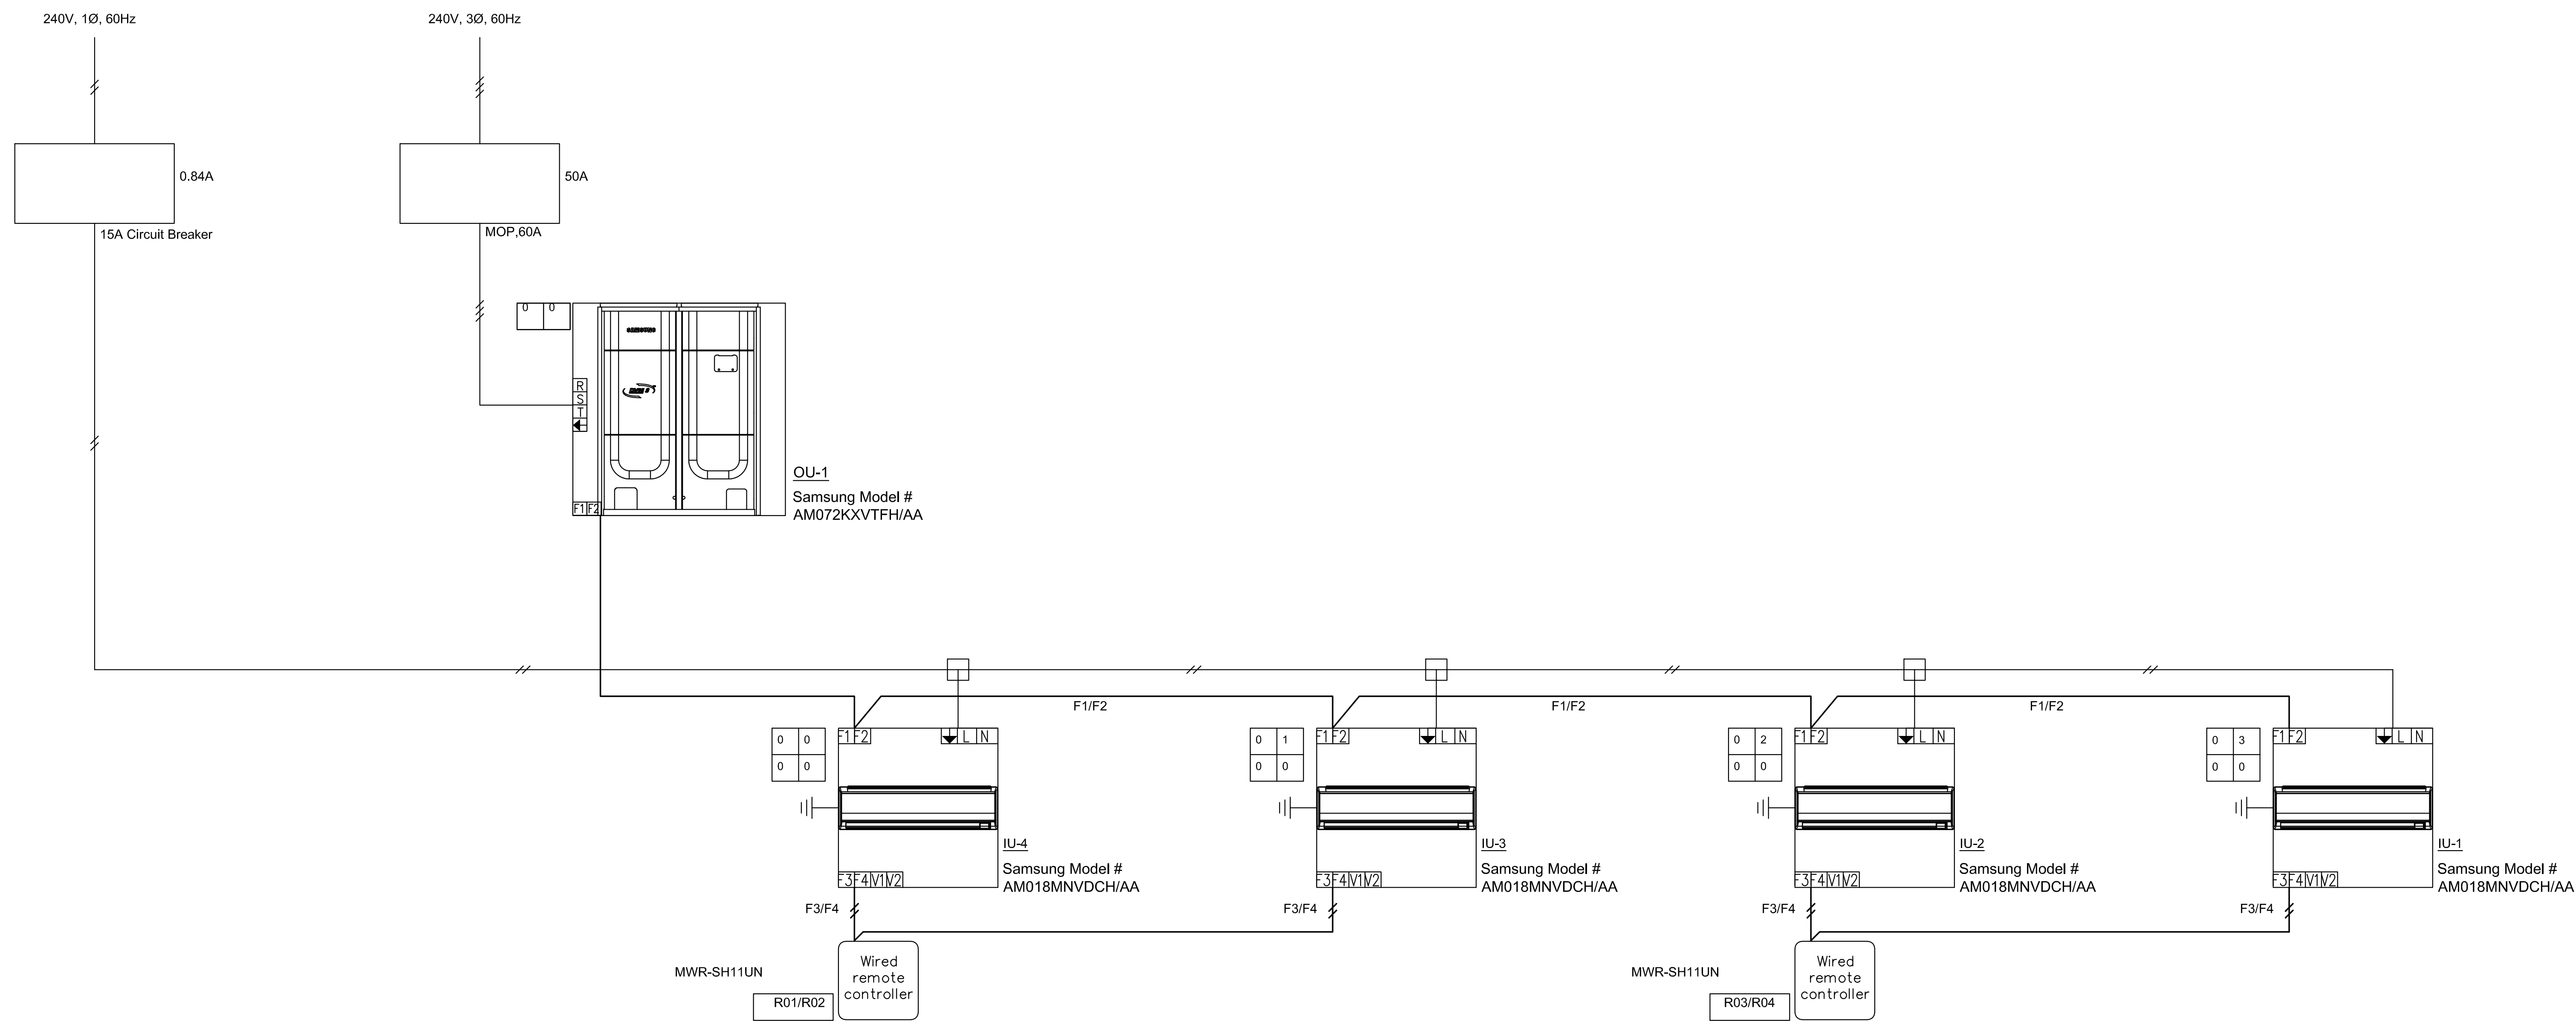 240V, 1Ø, 60Hz
240V, 3Ø, 60Hz
0.84A
50A
15A Circuit Breaker
MOP,60A
0 0
SAMSUNG
R
S
T
F1 F2
OU-1
Samsung Model #
AM072KXVTFH/AA
F1/F2
F1/F2
F1/F2
0 0
0 0
F1 F2
L N
0 1
0 0
F1 F2
L N
0 2
0 0
F1 F2
L N
0 3
0 0
F1 F2
L N
IU-4
Samsung Model #
AM018MNVDCH/AA
F3 F4 V1 V2
IU-3
Samsung Model #
AM018MNVDCH/AA
F3 F4 V1 V2
IU-2
Samsung Model #
AM018MNVDCH/AA
F3 F4 V1 V2
IU-1
Samsung Model #
AM018MNVDCH/AA
F3 F4 V1 V2
F3/F4
F3/F4
F3/F4
F3/F4
MWR-SH11UN
R01/R02
Wired
remote
controller
MWR-SH11UN
R03/R04
Wired
remote
controller